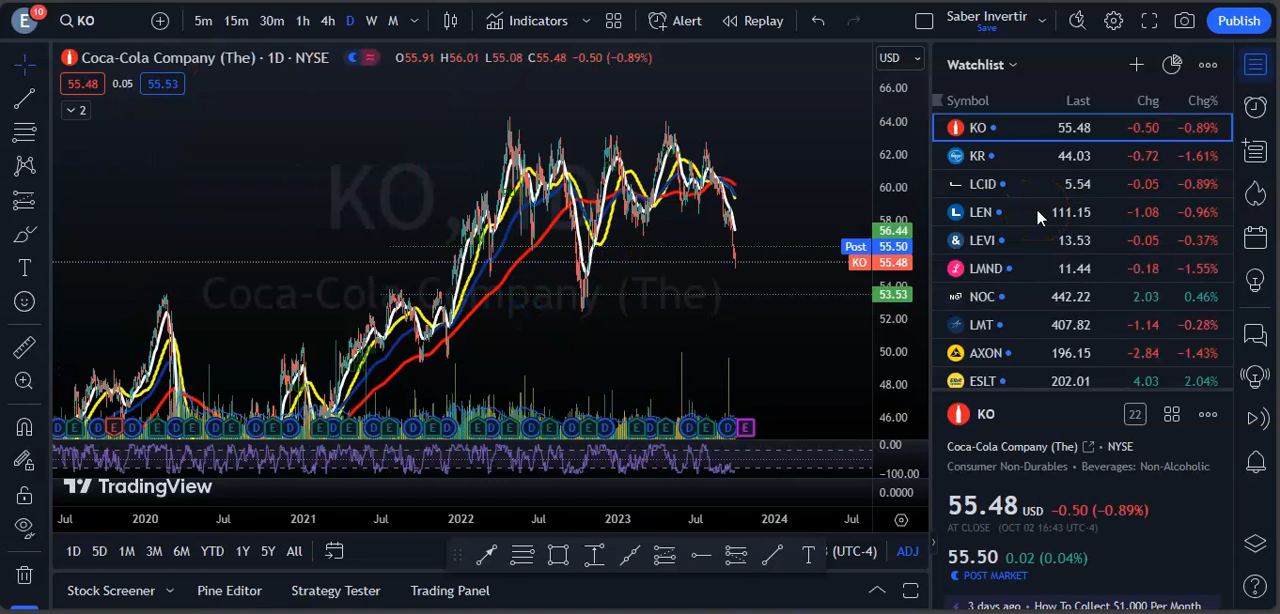 E 10 KO 5m 15m 30m 1h 4h D W M Indicators Alert Replay Saber Invertir Save Publish
Coca-Cola Company (The) · 1D · NYSE O55.91 H56.01 L55.08 C55.48 −0.50 (−0.89%) USD
55.48 0.05 55.53
2
KO
Coca-Cola Company (The)
66.00
64.00
62.00
60.00
58.00
56.44
Post 55.50
KO 55.48
54.00
53.53
52.00
50.00
48.00
46.00
0.00
−100.00
0.0000
TradingView
Jul 2020 Jul 2021 Jul 2022 Jul 2023 Jul 2024 Jul
1D 5D 1M 3M 6M YTD 1Y 5Y All (UTC-4) ADJ
Stock Screener Pine Editor Strategy Tester Trading Panel
Watchlist
Symbol Last Chg Chg%
KO 55.48 −0.50 −0.89%
KR 44.03 −0.72 −1.61%
LCID 5.54 −0.05 −0.89%
LEN 111.15 −1.08 −0.96%
LEVI 13.53 −0.05 −0.37%
LMND 11.44 −0.18 −1.55%
NOC 442.22 2.03 0.46%
LMT 407.82 −1.14 −0.28%
AXON 196.15 −2.84 −1.43%
ESLT 202.01 4.03 2.04%
KO 22
Coca-Cola Company (The) • NYSE
Consumer Non-Durables • Beverages: Non-Alcoholic
55.48 USD −0.50 (−0.89%)
AT CLOSE (OCT 02 16:43 UTC-4)
55.50 0.02 (0.04%)
POST MARKET
3 days ago • How To Collect $1,000 Per Month